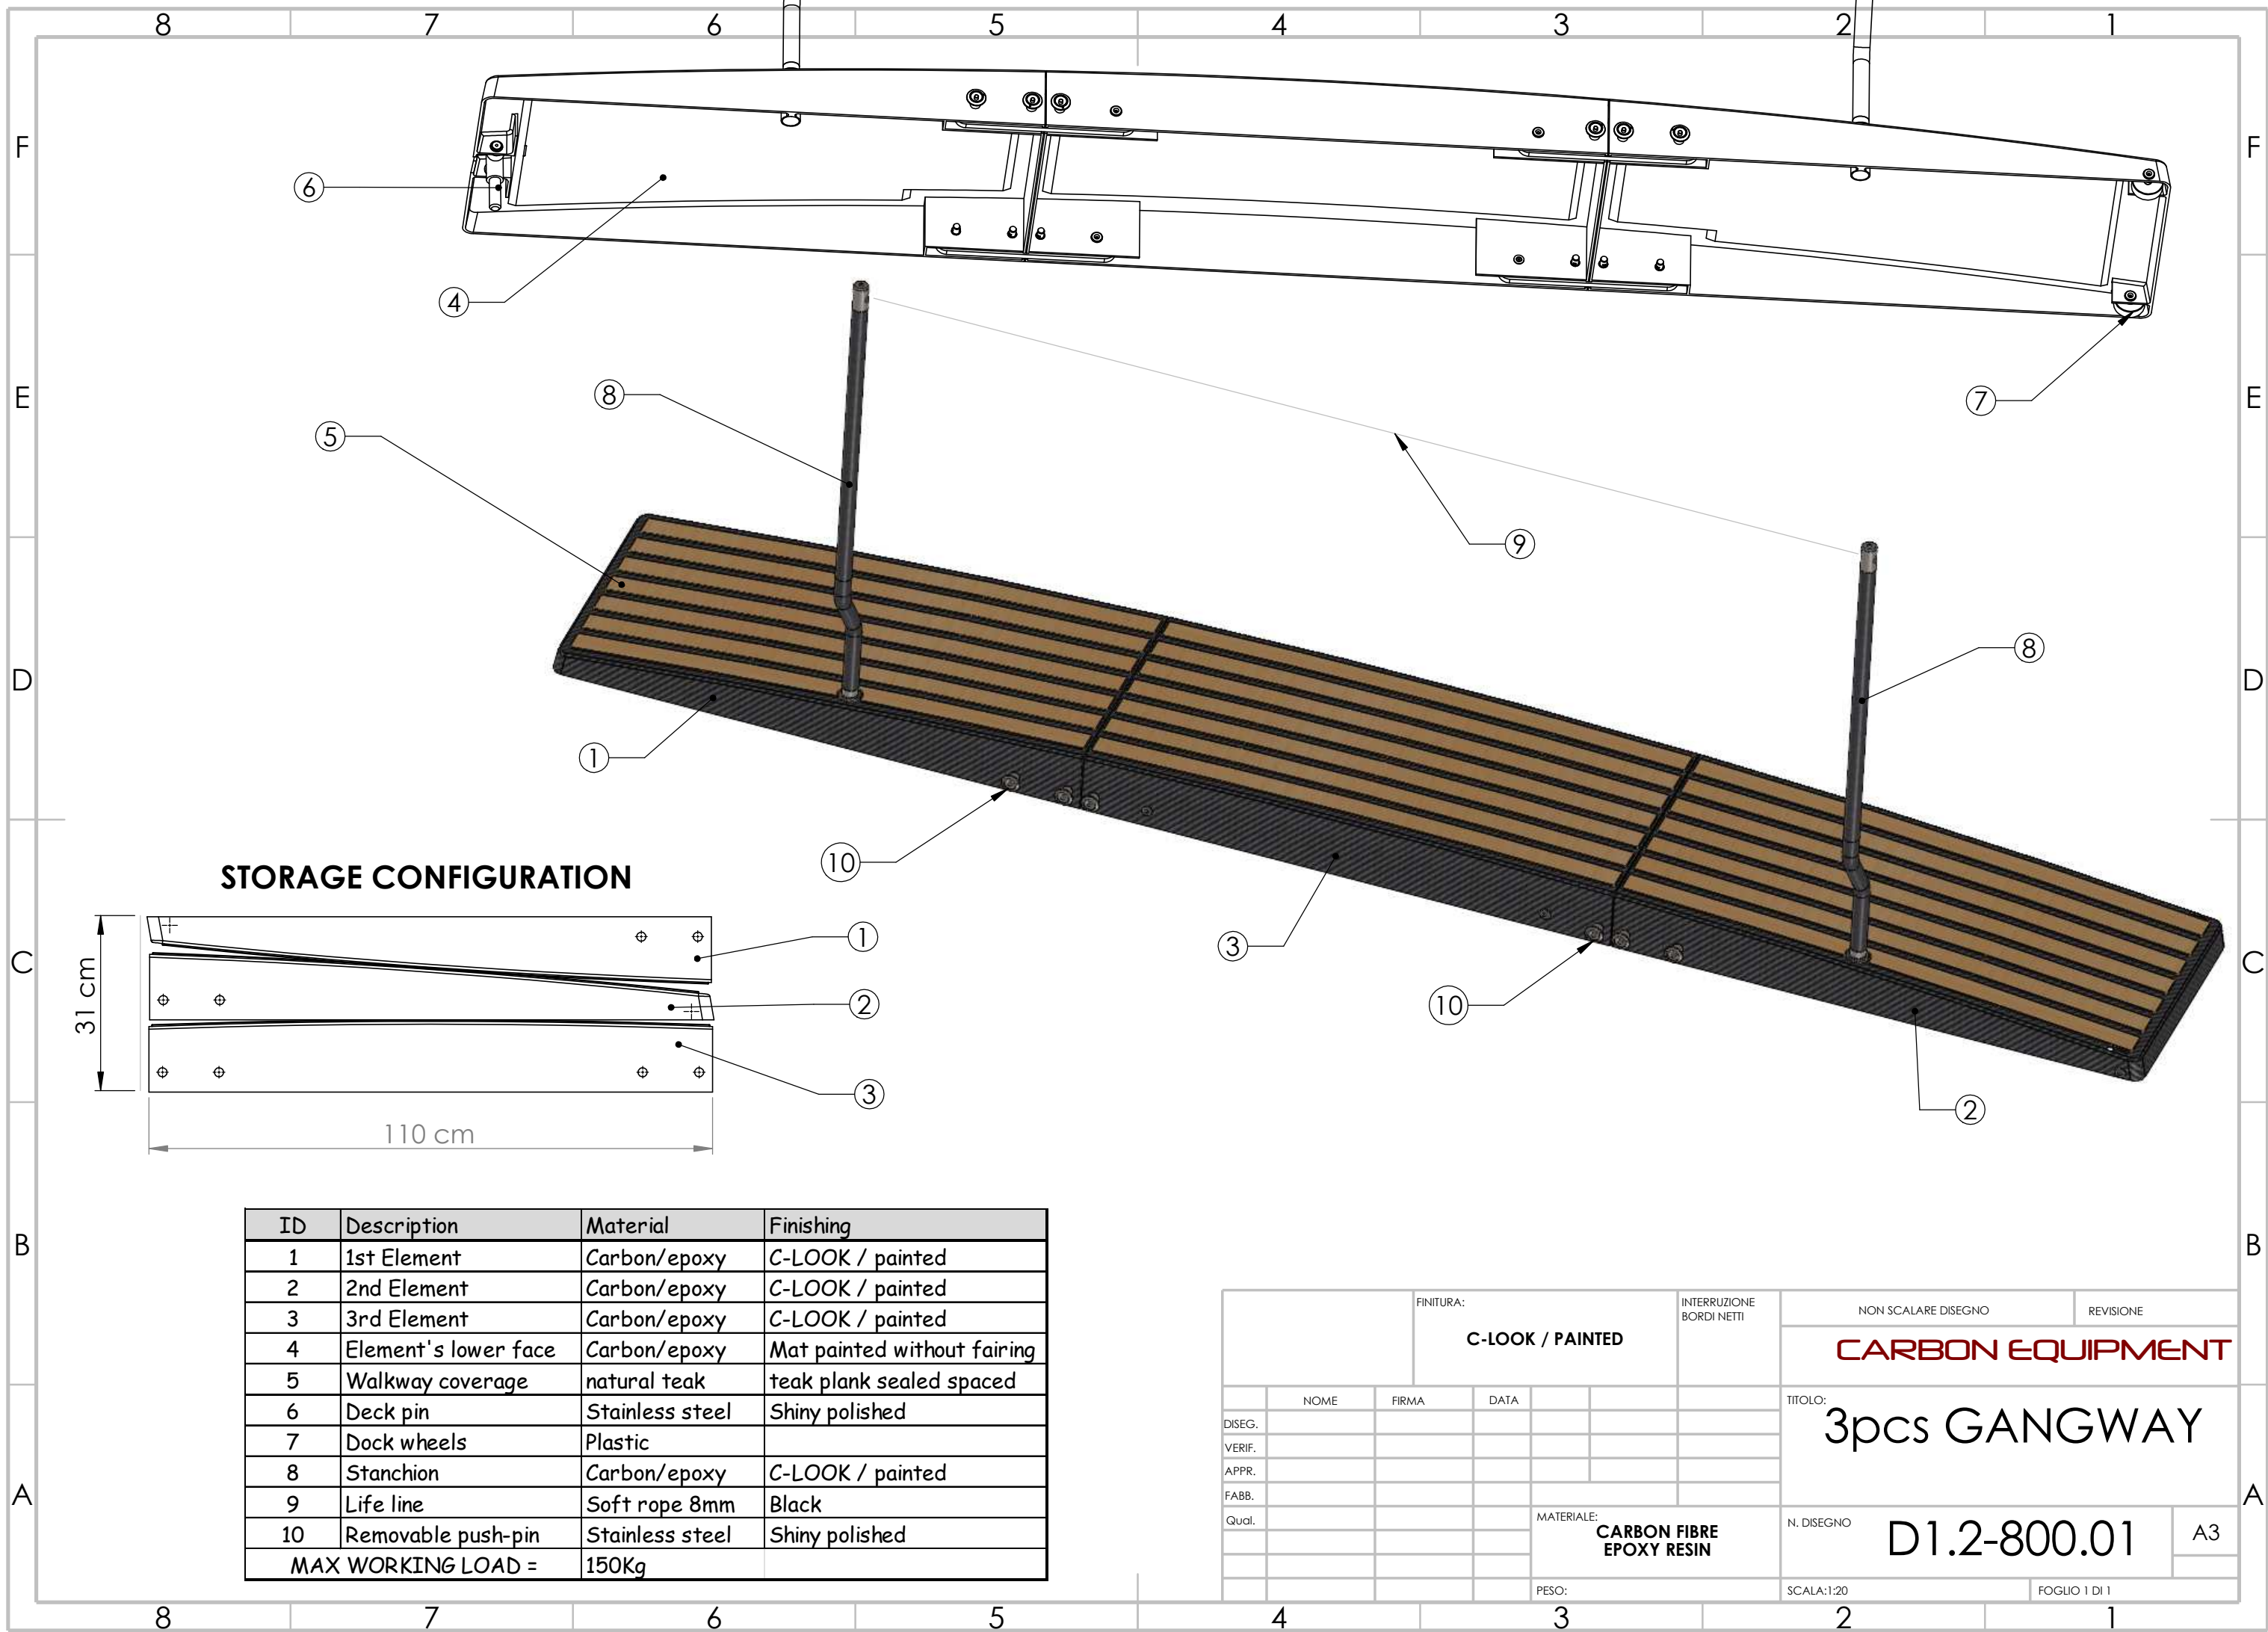 8 7 6 5 4 3 2 1
F F
6
4
E E
8
7
5
9
D D
8
1
10
STORAGE CONFIGURATION
1
3
C C
31 cm
2
10
3
2
110 cm
B B
ID Description Material Finishing
1 1st Element Carbon/epoxy C-LOOK / painted
2 2nd Element Carbon/epoxy C-LOOK / painted
3 3rd Element Carbon/epoxy C-LOOK / painted
4 Element's lower face Carbon/epoxy Mat painted without fairing
5 Walkway coverage natural teak teak plank sealed spaced
6 Deck pin Stainless steel Shiny polished
7 Dock wheels Plastic
8 Stanchion Carbon/epoxy C-LOOK / painted
9 Life line Soft rope 8mm Black
10 Removable push-pin Stainless steel Shiny polished
MAX WORKING LOAD = 150Kg
FINITURA:
C-LOOK / PAINTED
INTERRUZIONE
BORDI NETTI
NON SCALARE DISEGNO REVISIONE
CARBON EQUIPMENT
NOME FIRMA DATA
DISEG.
VERIF.
APPR.
FABB.
Qual.
TITOLO:
3pcs GANGWAY
MATERIALE:
CARBON FIBRE
EPOXY RESIN
N. DISEGNO
D1.2-800.01
A3
PESO:
SCALA:1:20
FOGLIO 1 DI 1
A A
8 7 6 5 4 3 2 1